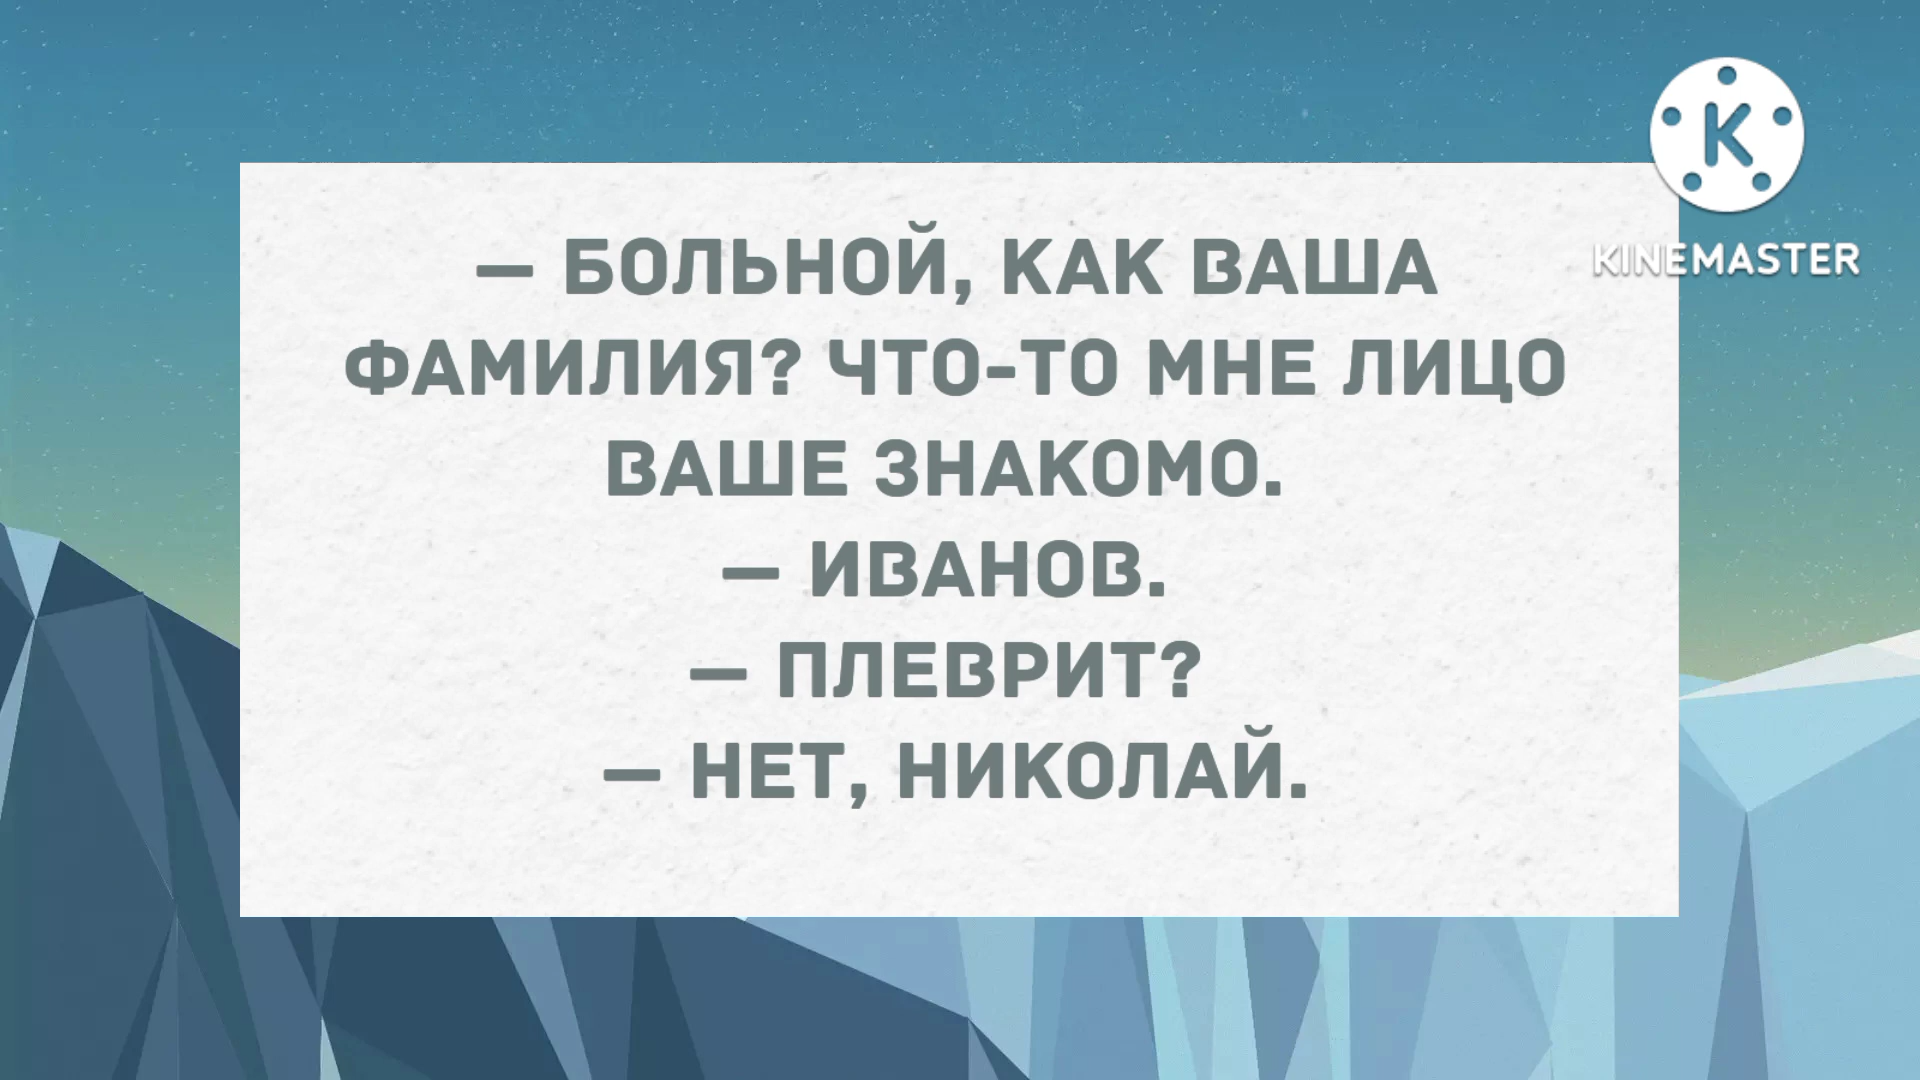 — БОЛЬНОЙ, КАК ВАША
ФАМИЛИЯ? ЧТО-ТО МНЕ ЛИЦО
ВАШЕ ЗНАКОМО.
— ИВАНОВ.
— ПЛЕВРИТ?
— НЕТ, НИКОЛАЙ.
K
KINEMASTER